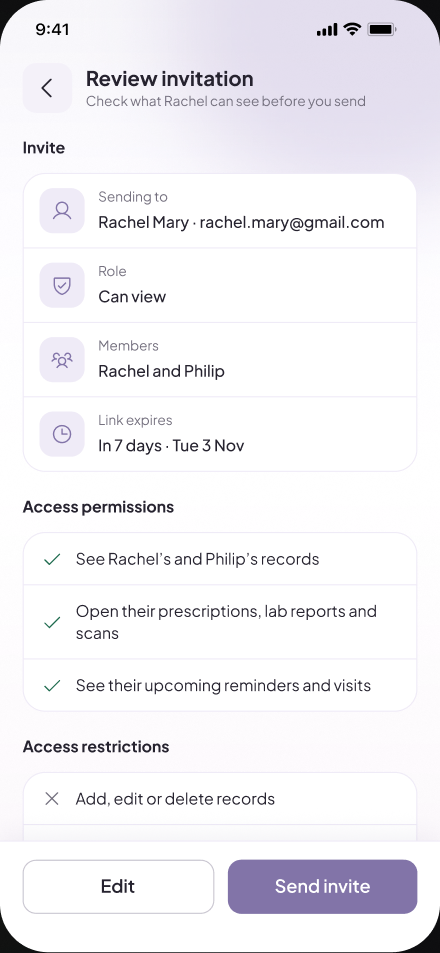 9:41
Review invitation
Check what Rachel can see before you send
Invite
Sending to
Rachel Mary · rachel.mary@gmail.com
Role
Can view
Members
Rachel and Philip
Link expires
In 7 days · Tue 3 Nov
Access permissions
See Rachel’s and Philip’s records
Open their prescriptions, lab reports and
scans
See their upcoming reminders and visits
Access restrictions
Add, edit or delete records
Edit
Send invite